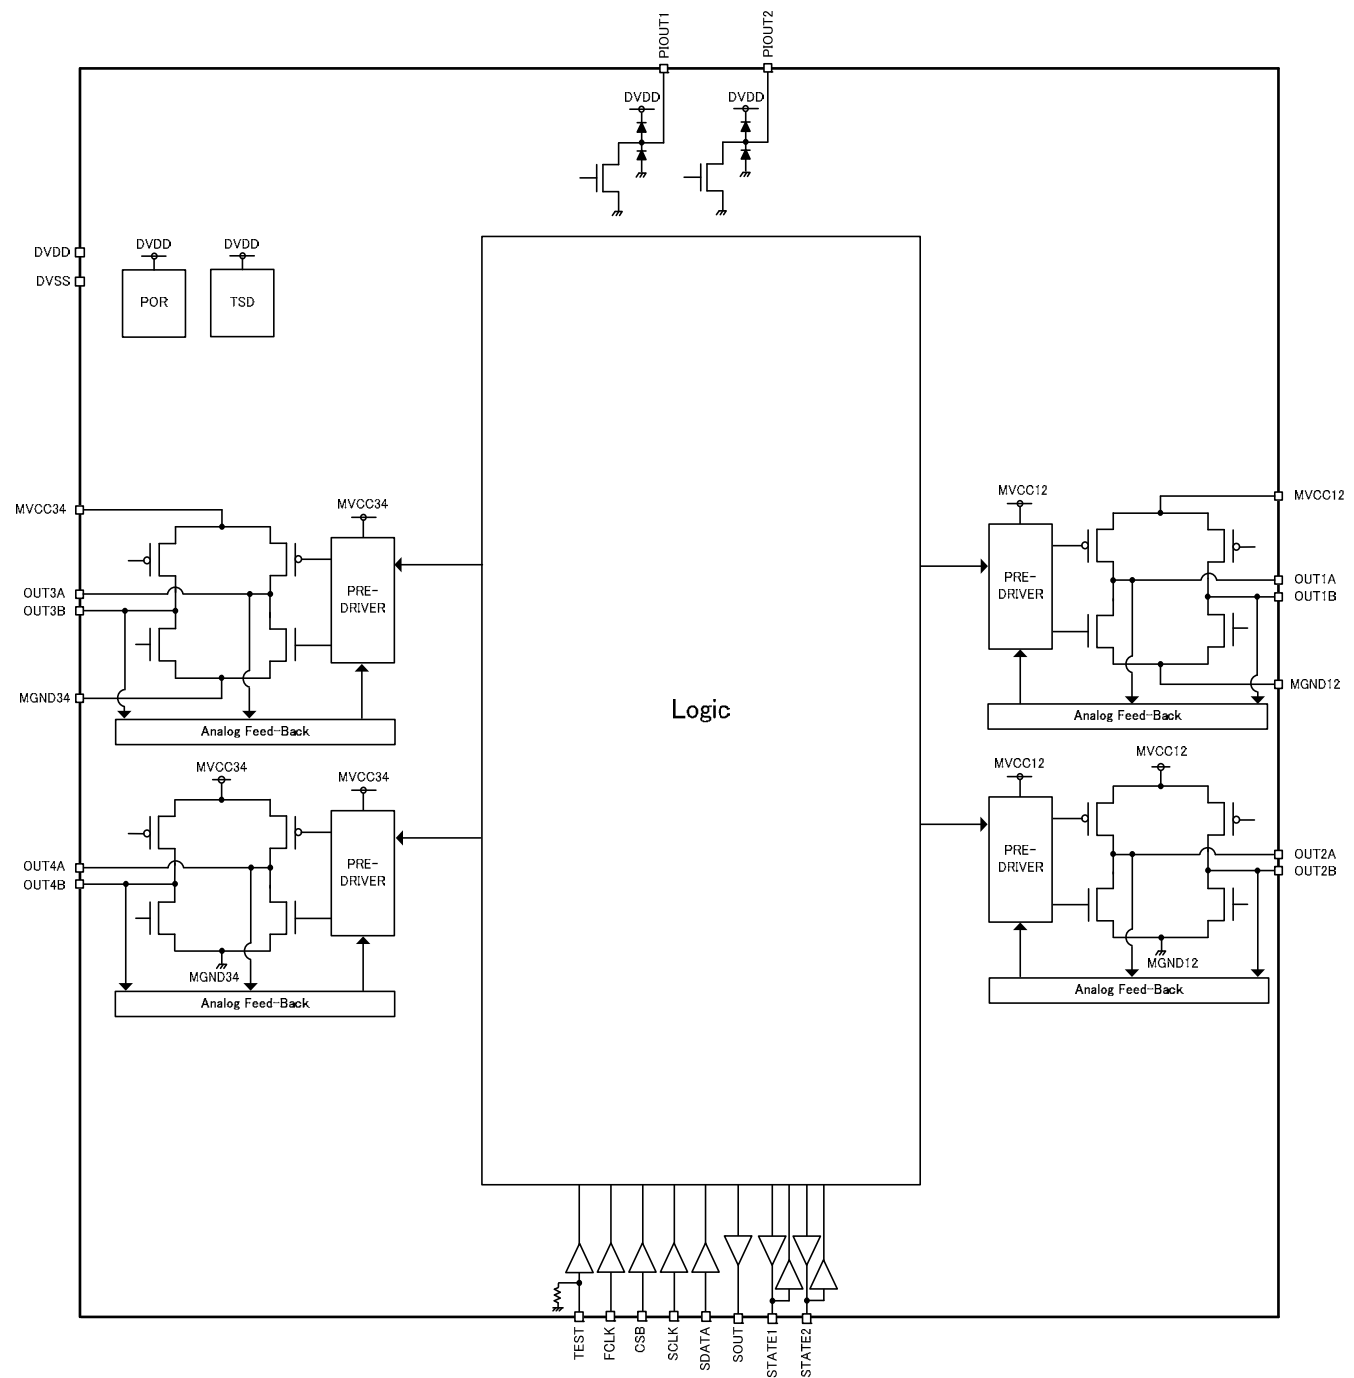 PIOUT1
PIOUT2
DVDD
DVDD
DVDD
DVSS
DVDD
DVDD
POR
TSD
MVCC34
MVCC34
PRE-
DRIVER
OUT3A
OUT3B
MGND34
Analog Feed-Back
MVCC34
MVCC34
PRE-
DRIVER
OUT4A
OUT4B
MGND34
Analog Feed-Back
Logic
MVCC12
MVCC12
PRE-
DRIVER
OUT1A
OUT1B
MGND12
Analog Feed-Back
MVCC12
MVCC12
PRE-
DRIVER
OUT2A
OUT2B
MGND12
Analog Feed-Back
TEST
FCLK
CSB
SCLK
SDATA
SOUT
STATE1
STATE2